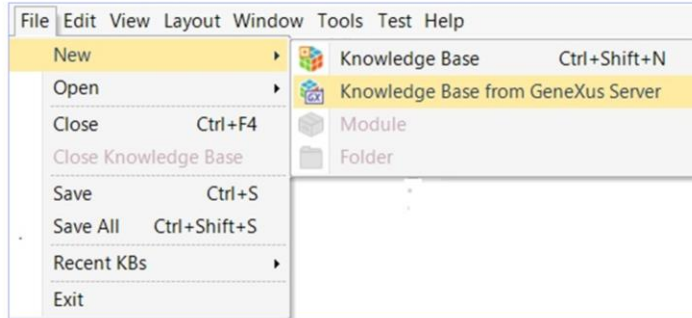 File Edit View Layout Window Tools Test Help
New
Open
Close Ctrl+F4
Close Knowledge Base
Save Ctrl+S
Save All Ctrl+Shift+S
Recent KBs
Exit
Knowledge Base Ctrl+Shift+N
GX Knowledge Base from GeneXus Server
Module
Folder